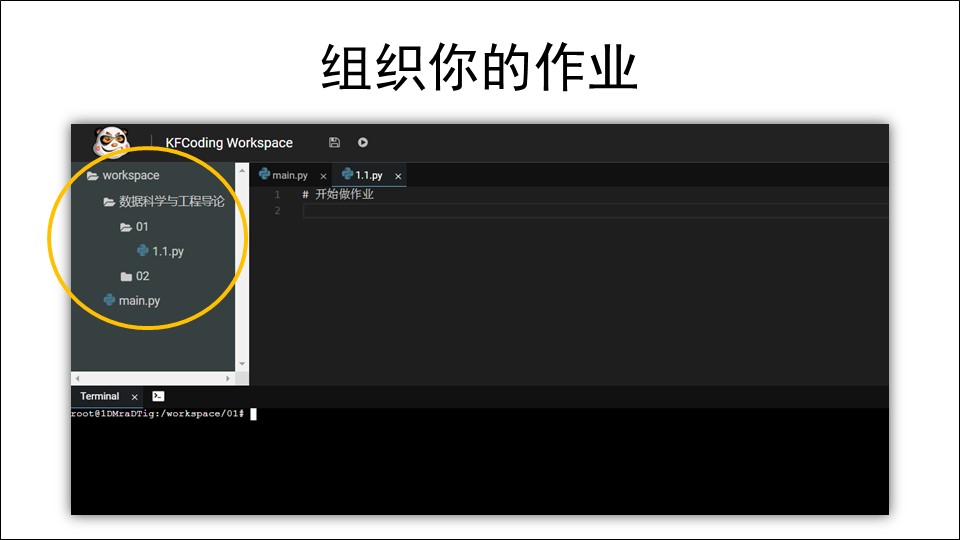 组织你的作业
KFCoding Workspace
workspace
数据科学与工程导论
01
1.1.py
02
main.py
main.py ×
1.1.py ×
1 # 开始做作业
2
Terminal ×
root@1DMraDTig:/workspace/01#